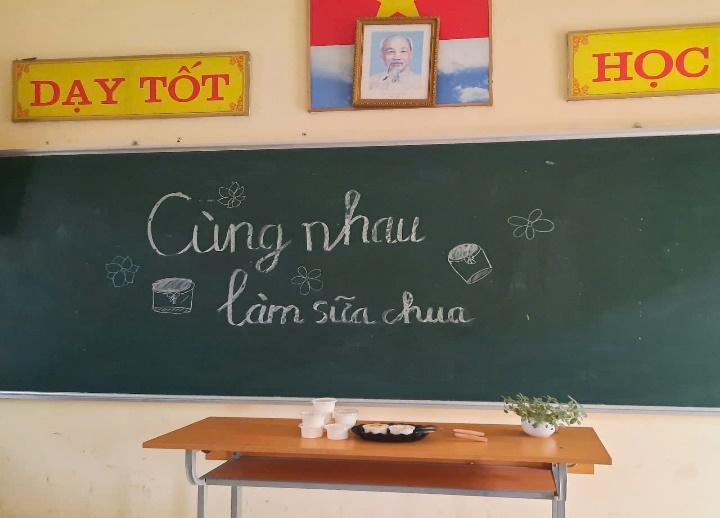 DẠY TỐT
HỌC
Cùng nhau
làm sữa chua